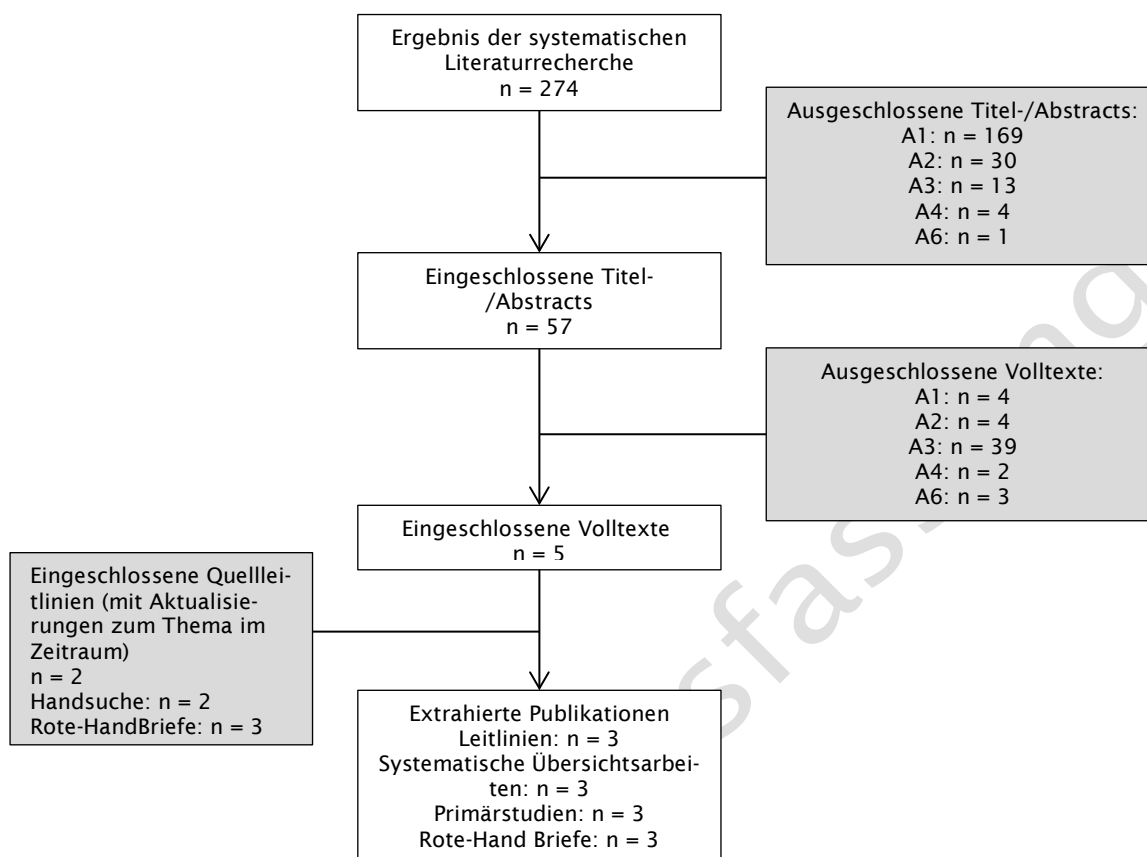 Ergebnis der systematischen
Literaturrecherche
n = 274
Ausgeschlossene Titel-/Abstracts:
A1: n = 169
A2: n = 30
A3: n = 13
A4: n = 4
A6: n = 1
Eingeschlossene Titel-
/Abstracts
n = 57
Ausgeschlossene Volltexte:
A1: n = 4
A2: n = 4
A3: n = 39
A4: n = 2
A6: n = 3
Eingeschlossene Volltexte
n = 5
Eingeschlossene Quellleit-
linien (mit Aktualisie-
rungen zum Thema im
Zeitraum)
n = 2
Handsuche: n = 2
Rote-HandBriefe: n = 3
Extrahierte Publikationen
Leitlinien: n = 3
Systematische Übersichtsarbei-
ten: n = 3
Primärstudien: n = 3
Rote-Hand Briefe: n = 3